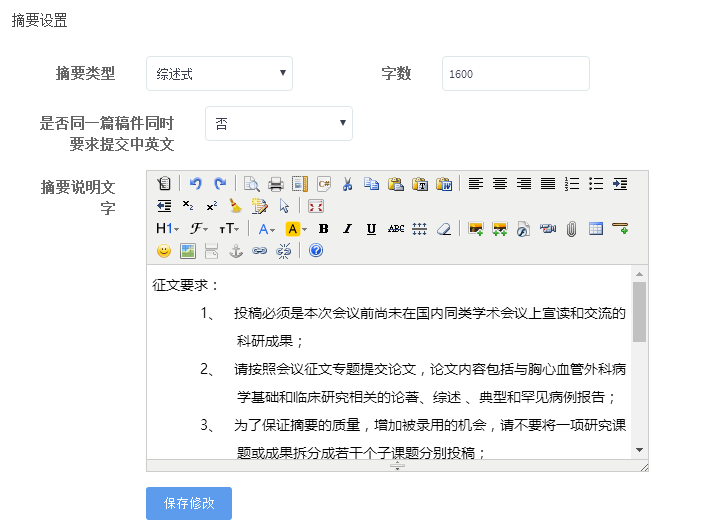 摘要设置
摘要类型 综述式 字数 1600
是否同一篇稿件同时 否
要求提交中英文
摘要说明文
字
H1 F TT A A B I U ABC
征文要求：
1、 投稿必须是本次会议前尚未在国内同类学术会议上宣读和交流的
科研成果；
2、 请按照会议征文专题提交论文，论文内容包括与胸心血管外科病
学基础和临床研究相关的论著、综述 、典型和罕见病例报告；
3、 为了保证摘要的质量，增加被录用的机会，请不要将一项研究课
题或成果拆分成若干个子课题分别投稿；
保存修改